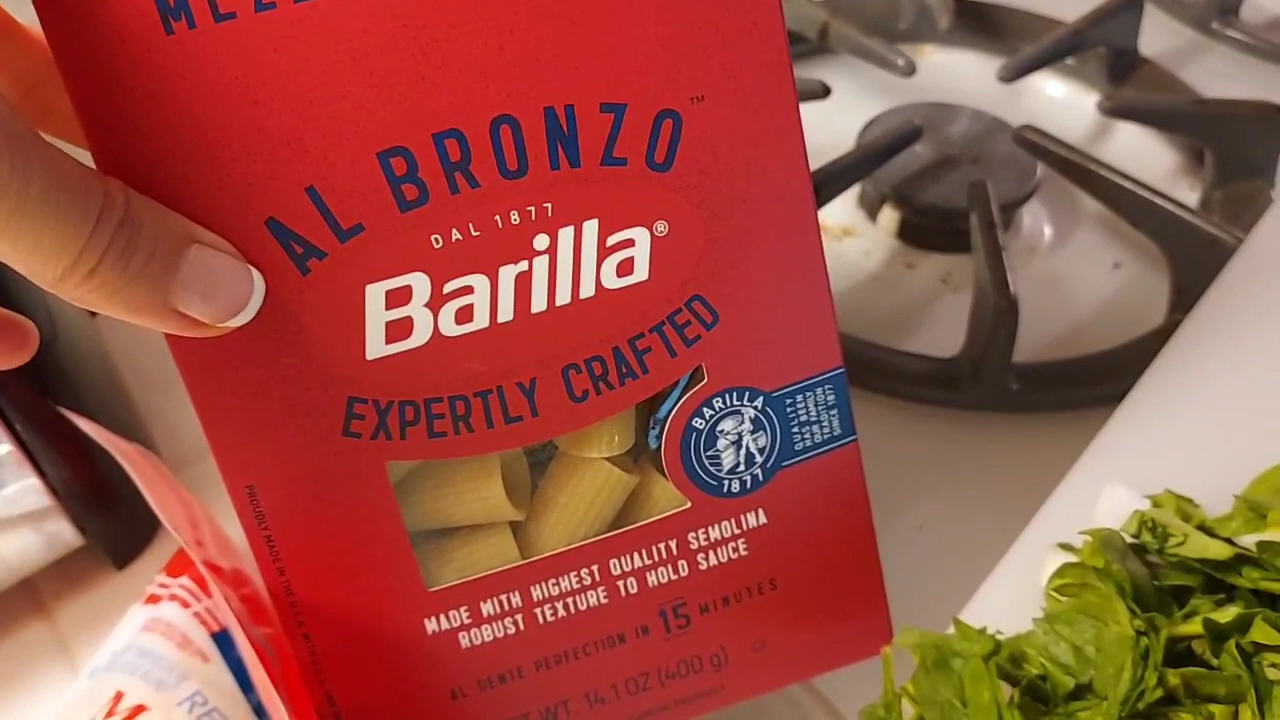 AL BRONZO™
DAL 1877
Barilla®
EXPERTLY CRAFTED
BARILLA
1877
QUALITY
HAS BEEN
OUR FAMILY
TRADITION
SINCE 1877
MADE WITH HIGHEST QUALITY SEMOLINA
ROBUST TEXTURE TO HOLD SAUCE
AL DENTE PERFECTION IN 15 MINUTES
WT. 14.1 OZ (400 g)
PROUDLY MADE IN THE U.S.A. WITH U.S.A.